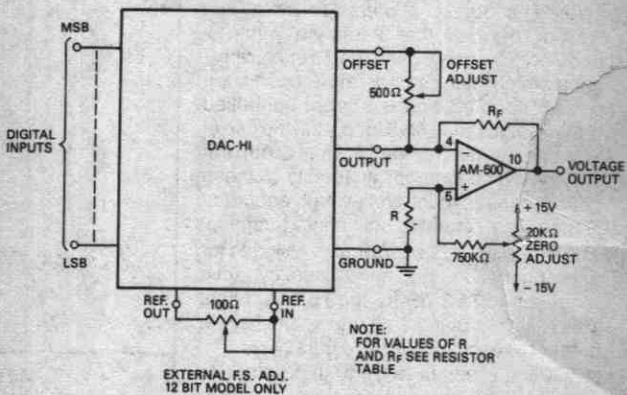 MSB
DIGITAL
INPUTS
LSB
DAC-HI
OFFSET
OFFSET
ADJUST
500Ω
OUTPUT
R
GROUND
RF
4
−
AM-500
10
5
+
VOLTAGE
OUTPUT
+15V
20KΩ
ZERO
ADJUST
750KΩ
−15V
REF.
OUT
100Ω
REF.
IN
EXTERNAL F.S. ADJ.
12 BIT MODEL ONLY
NOTE:
FOR VALUES OF R
AND RF SEE RESISTOR
TABLE